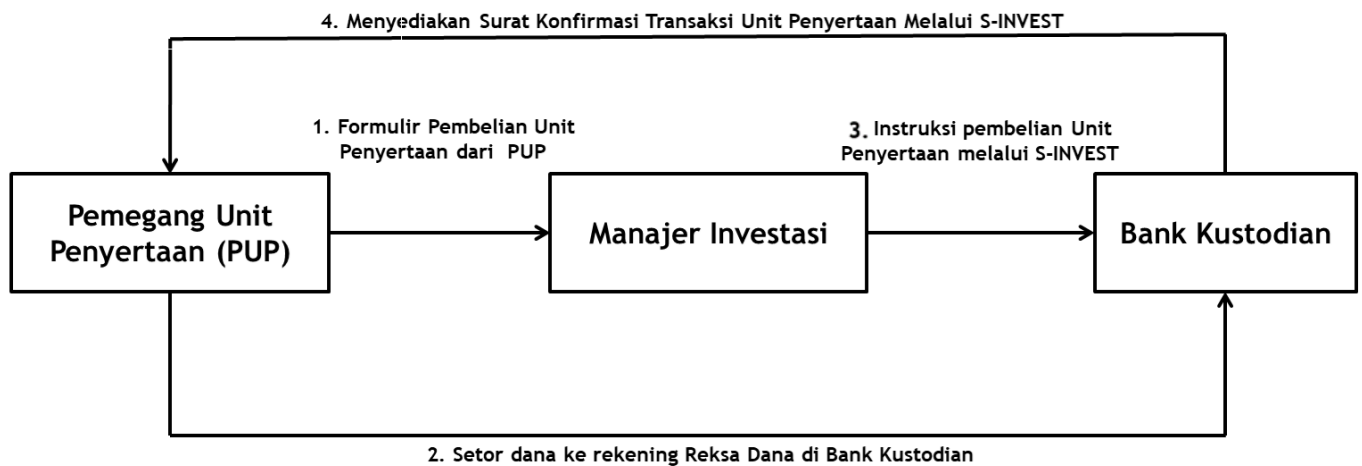 4. Menyediakan Surat Konfirmasi Transaksi Unit Penyertaan Melalui S-INVEST
1. Formulir Pembelian Unit
Penyertaan dari PUP
3. Instruksi pembelian Unit
Penyertaan melalui S-INVEST
Pemegang Unit
Penyertaan (PUP)
Manajer Investasi
Bank Kustodian
2. Setor dana ke rekening Reksa Dana di Bank Kustodian